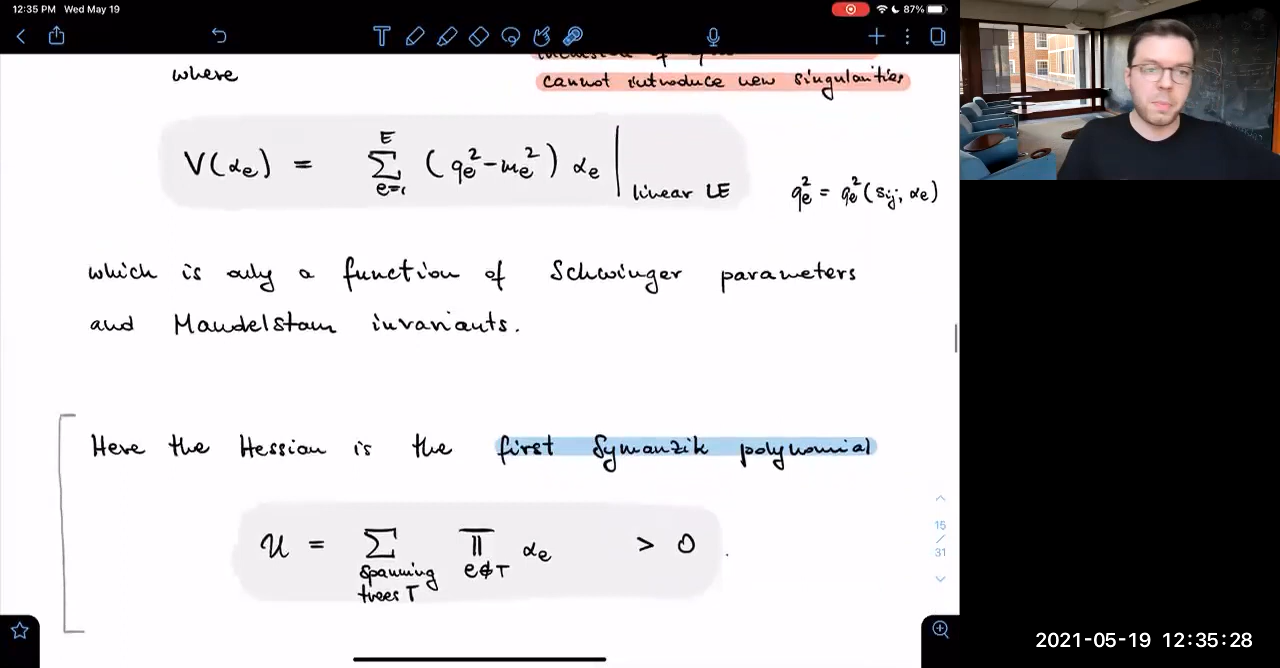 12:35 PM Wed May 19
87%
where
cannot introduce new singularities
V(αe) = Σ_{e=1}^{E} (qe² − me²) αe | linear LE
qe² = qe²(sij, αe)
which is only a function of Schwinger parameters
and Mandelstam invariants.
Here the Hessian is the first Symanzik polynomial
U = Σ_{spanning trees T} Π_{e∉T} αe > 0 .
15
/
31
2021-05-19 12:35:28